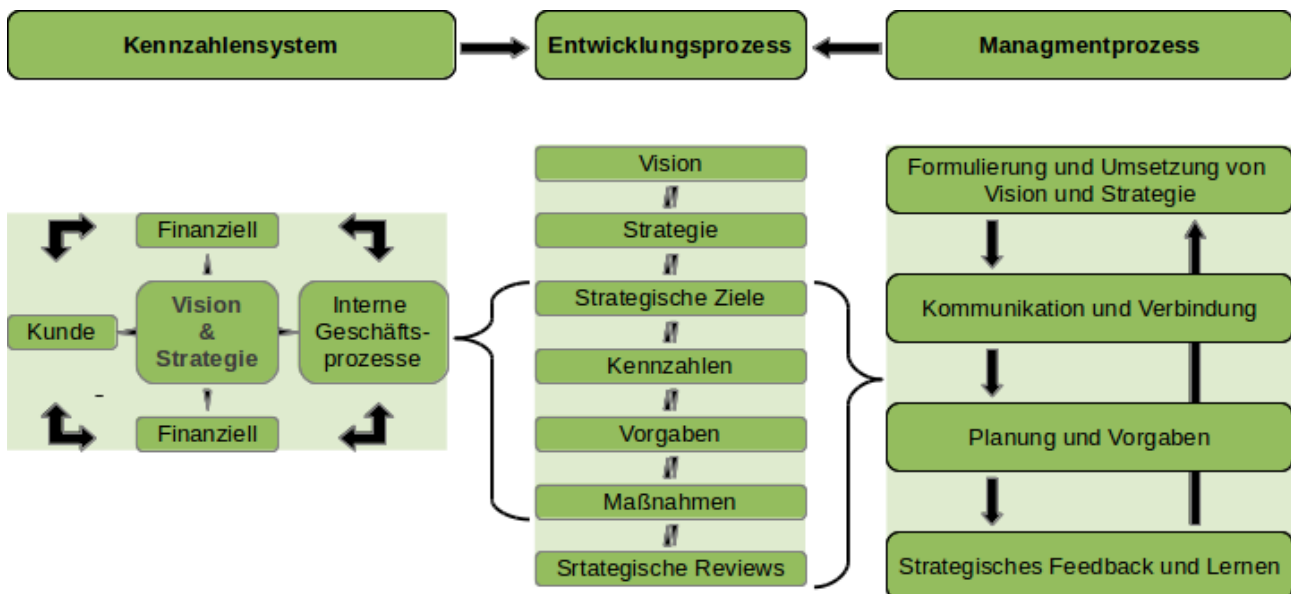 Kennzahlensystem
Entwicklungsprozess
Managmentprozess
Finanziell
Kunde
Vision
&
Strategie
Interne
Geschäfts-
prozesse
-
Finanziell
Vision
Strategie
Strategische Ziele
Kennzahlen
Vorgaben
Maßnahmen
Srtategische Reviews
Formulierung und Umsetzung von
Vision und Strategie
Kommunikation und Verbindung
Planung und Vorgaben
Strategisches Feedback und Lernen